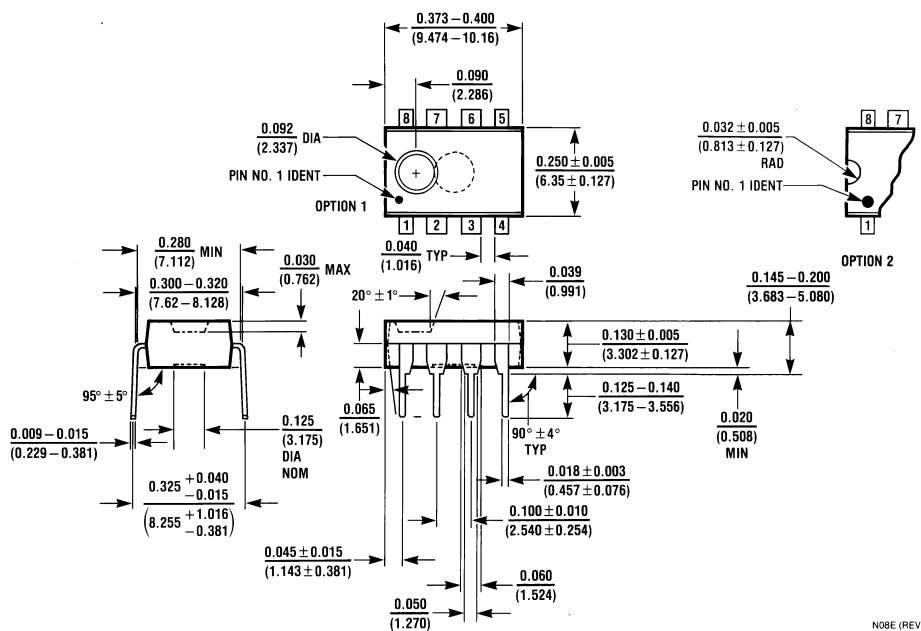 0.373 – 0.400
(9.474 – 10.16)
0.090
(2.286)
8 7 6 5
0.092 DIA
(2.337)
PIN NO. 1 IDENT
OPTION 1
1 2 3 4
0.250 ± 0.005
(6.35 ± 0.127)
0.032 ± 0.005
(0.813 ± 0.127)
RAD
PIN NO. 1 IDENT
8 7
1
OPTION 2
0.280 MIN
(7.112)
0.300 – 0.320
(7.62 – 8.128)
0.030 MAX
(0.762)
0.040 TYP
(1.016)
0.039
(0.991)
20° ± 1°
0.145 – 0.200
(3.683 – 5.080)
0.130 ± 0.005
(3.302 ± 0.127)
0.125 – 0.140
(3.175 – 3.556)
0.020
(0.508)
MIN
95° ± 5°
0.009 – 0.015
(0.229 – 0.381)
0.125
(3.175)
DIA
NOM
0.065
(1.651)
90° ± 4°
TYP
0.018 ± 0.003
(0.457 ± 0.076)
0.325 +0.040
−0.015
(8.255 +1.016
−0.381)
0.100 ± 0.010
(2.540 ± 0.254)
0.045 ± 0.015
(1.143 ± 0.381)
0.060
(1.524)
0.050
(1.270)
N08E (REV